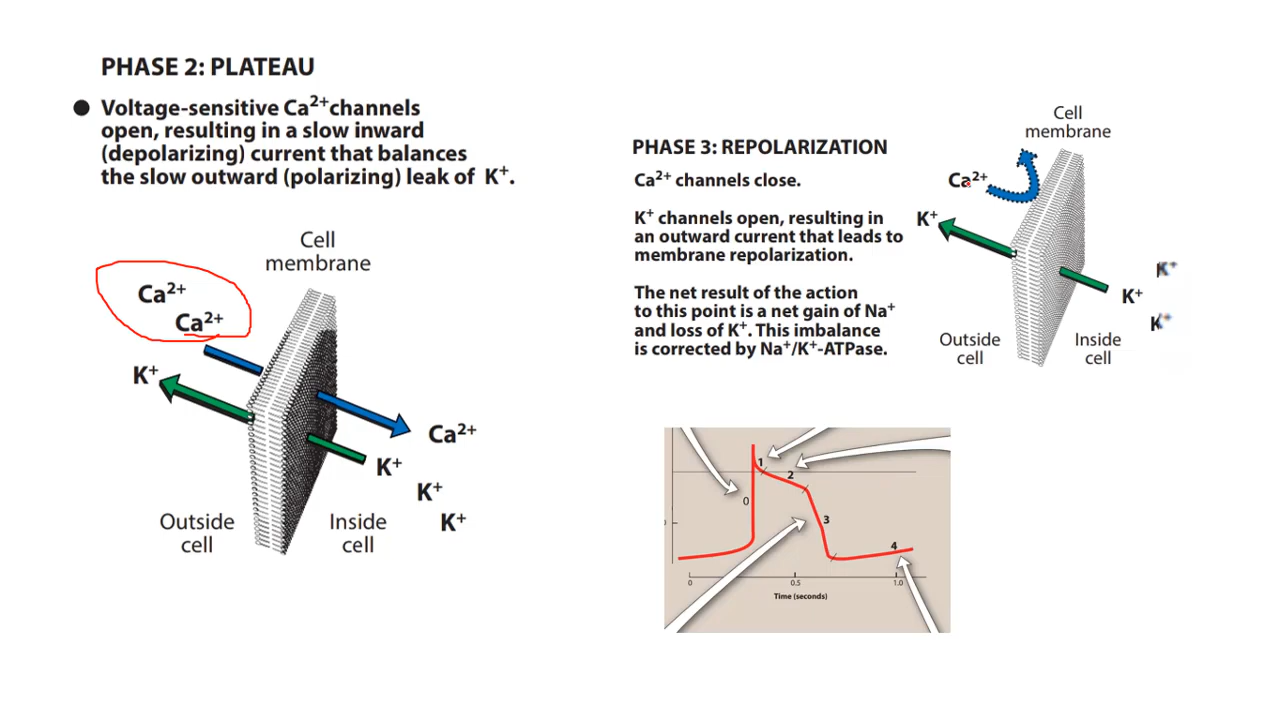 PHASE 2: PLATEAU
● Voltage-sensitive Ca²⁺channels
open, resulting in a slow inward
(depolarizing) current that balances
the slow outward (polarizing) leak of K⁺.
Cell
membrane
Ca²⁺
Ca²⁺
K⁺
Ca²⁺
K⁺
K⁺
K⁺
Outside
cell
Inside
cell
PHASE 3: REPOLARIZATION
Ca²⁺ channels close.
K⁺ channels open, resulting in
an outward current that leads to
membrane repolarization.
The net result of the action
to this point is a net gain of Na⁺
and loss of K⁺. This imbalance
is corrected by Na⁺/K⁺-ATPase.
Cell
membrane
Ca²⁺
K⁺
K⁺
K⁺
K⁺
Outside
cell
Inside
cell
1
2
0
3
4
0
0.5
1.0
Time (seconds)